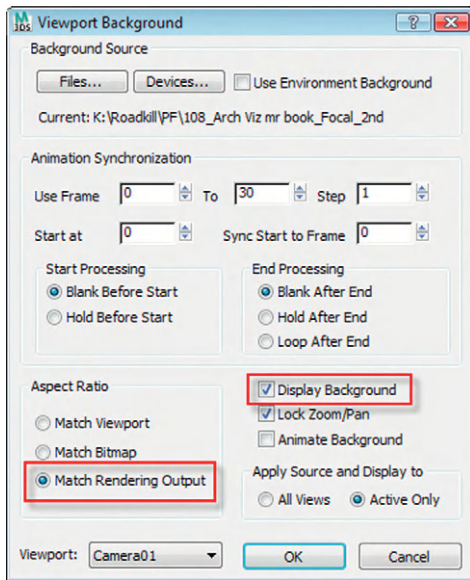 3DS Viewport Background
Background Source
Files... Devices... Use Environment Background
Current: K:\Roadkill\PF\108_Arch Viz mr book_Focal_2nd
Animation Synchronization
Use Frame 0 To 30 Step 1
Start at 0 Sync Start to Frame 0
Start Processing
Blank Before Start
Hold Before Start
End Processing
Blank After End
Hold After End
Loop After End
Aspect Ratio
Match Viewport
Match Bitmap
Match Rendering Output
Display Background
Lock Zoom/Pan
Animate Background
Apply Source and Display to
All Views Active Only
Viewport: Camera01 OK Cancel